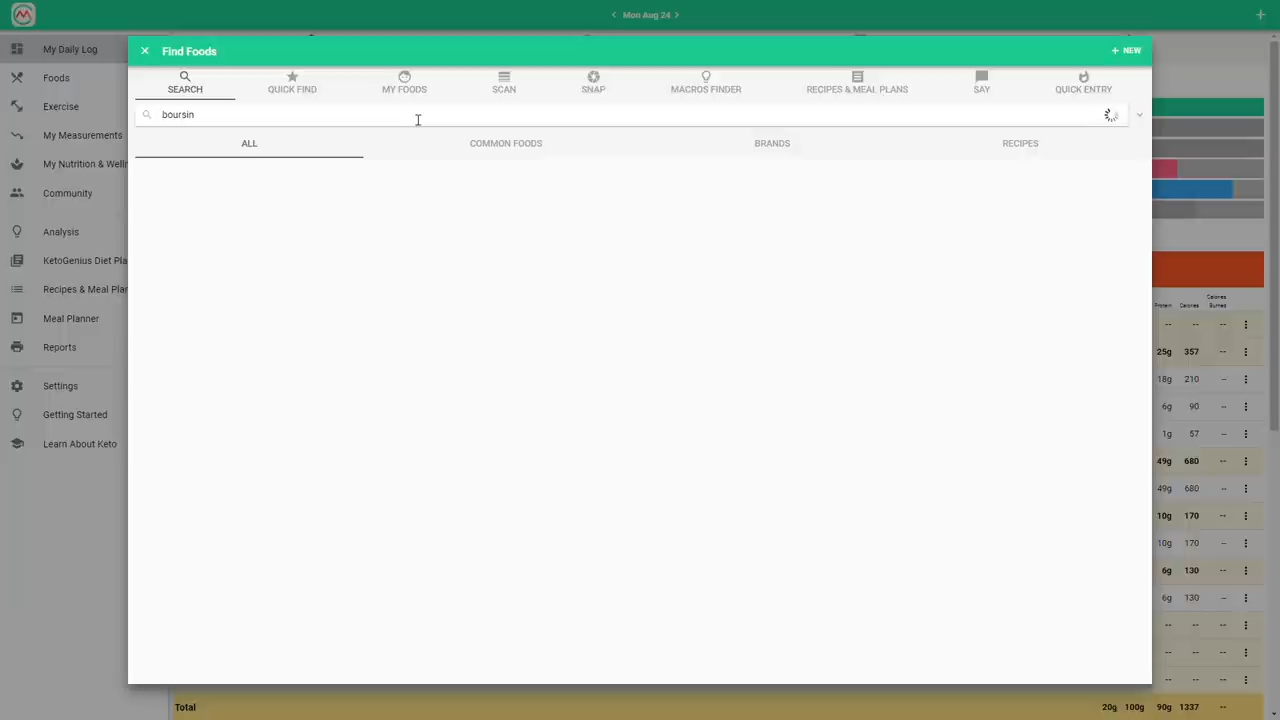 Mon Aug 24
My Daily Log
Foods
Exercise
My Measurements
My Nutrition & Welln
Community
Analysis
KetoGenius Diet Pla
Recipes & Meal Plan
Meal Planner
Reports
Settings
Getting Started
Learn About Keto
Find Foods
+ NEW
SEARCH
QUICK FIND
MY FOODS
SCAN
SNAP
MACROS FINDER
RECIPES & MEAL PLANS
SAY
QUICK ENTRY
boursin
ALL
COMMON FOODS
BRANDS
RECIPES
Protein Calories Calories Burned
-- -- --
25g 357
18g 210 --
6g 90 --
1g 57 --
49g 680 --
49g 680 --
10g 170 --
10g 170 --
6g 130 --
6g 130 --
-- -- --
-- -- --
-- -- --
Total 20g 100g 90g 1337 --